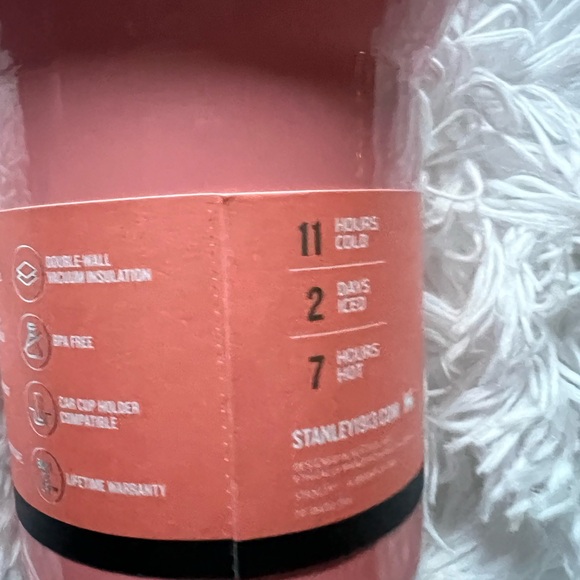 DOUBLE-WALL
VACUUM INSULATION
BPA FREE
CAR CUP HOLDER
COMPATIBLE
LIFETIME WARRANTY
11 HOURS
COLD
2 DAYS
ICED
7 HOURS
HOT
STANLEY1913.COM